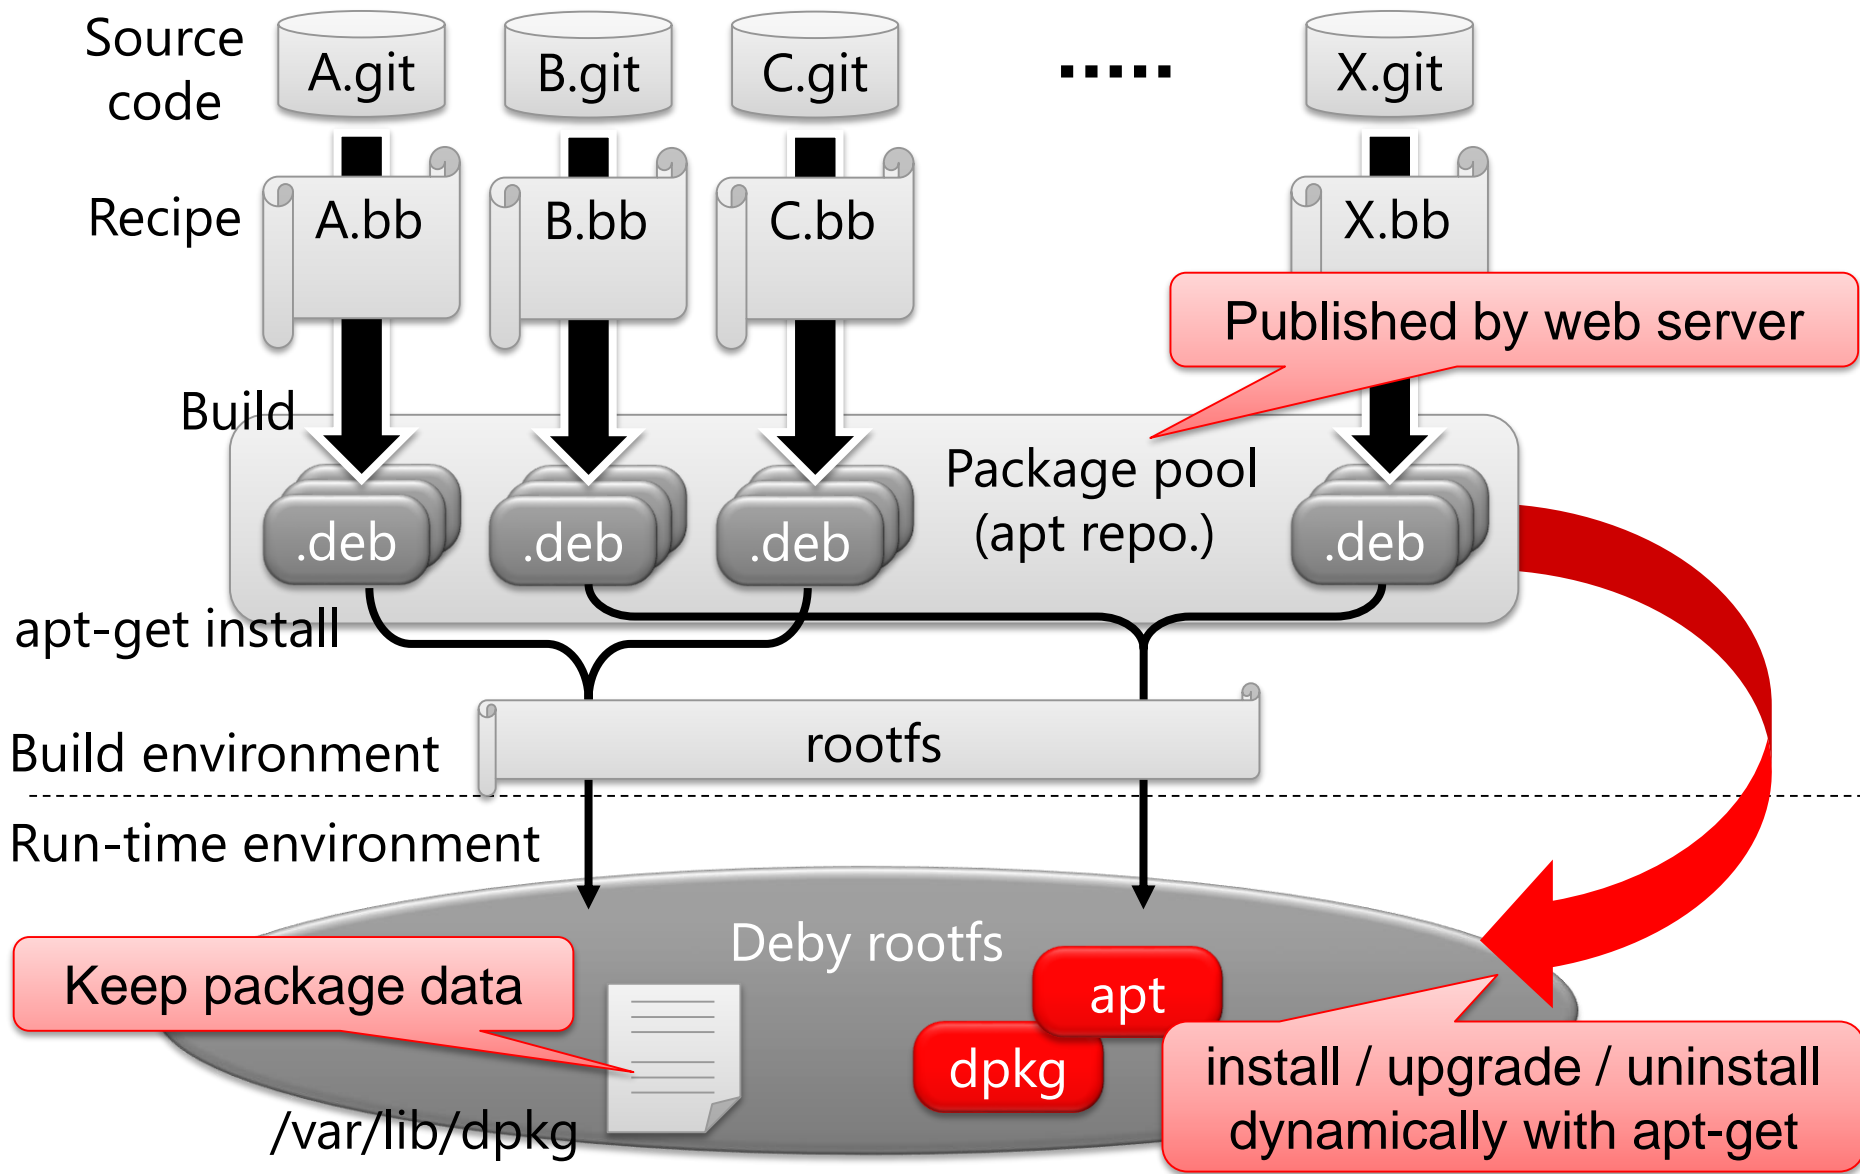 Source
code
A.git
B.git
C.git
X.git
Recipe
A.bb
B.bb
C.bb
X.bb
Published by web server
Build
Package pool
(apt repo.)
.deb
.deb
.deb
.deb
apt-get install
rootfs
Build environment
Run-time environment
Deby rootfs
Keep package data
apt
dpkg
/var/lib/dpkg
install / upgrade / uninstall
dynamically with apt-get